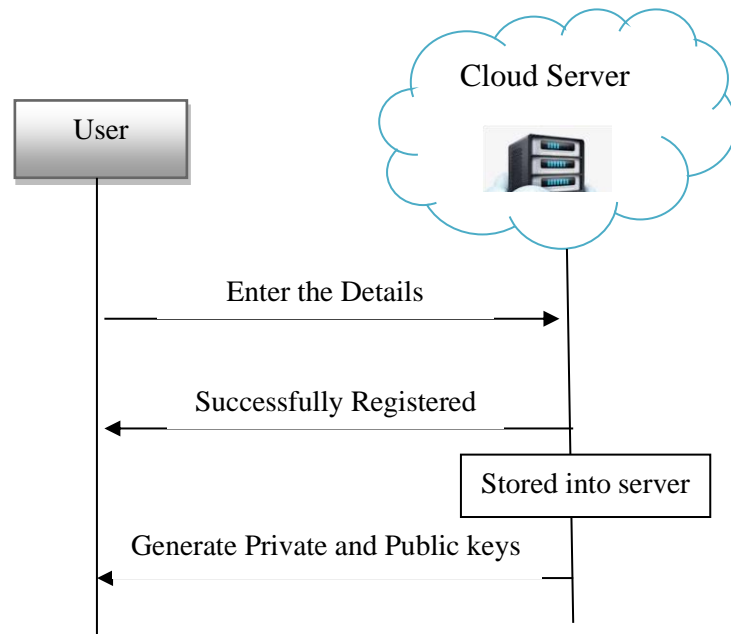 Cloud Server
User
Enter the Details
Successfully Registered
Stored into server
Generate Private and Public keys